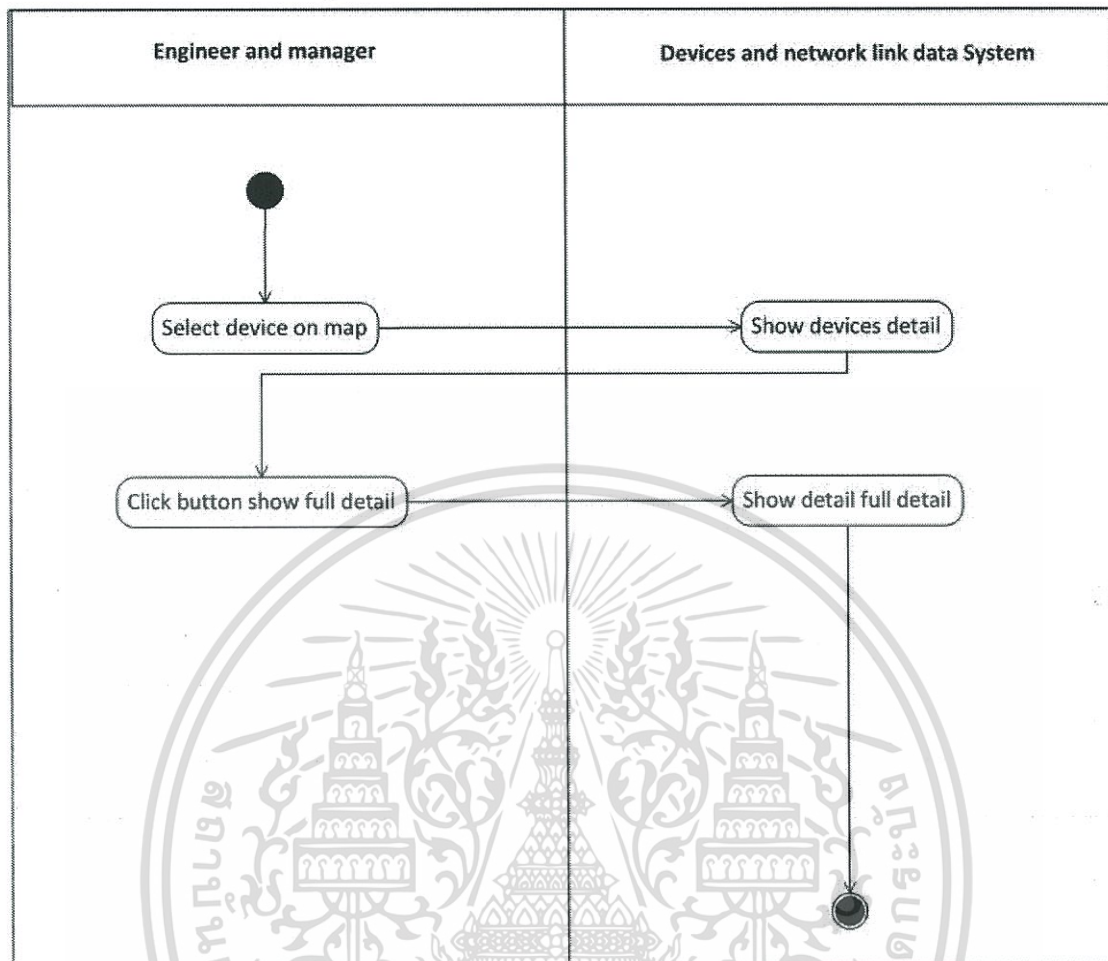 Engineer and manager
Devices and network link data System
Select device on map
Show devices detail
Click button show full detail
Show detail full detail